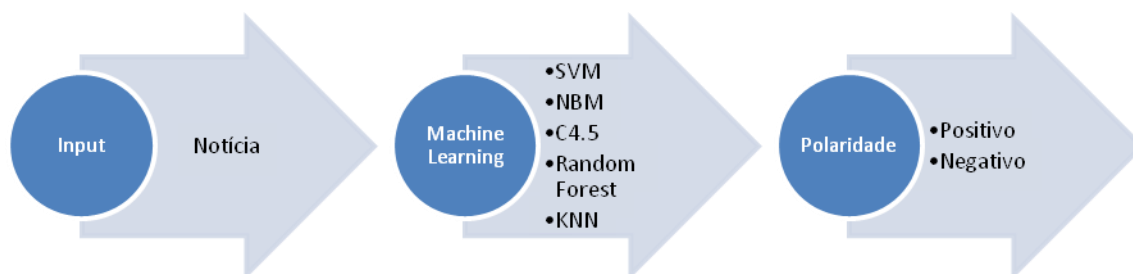 Input
Notícia
Machine
Learning
•SVM
•NBM
•C4.5
•Random
Forest
•KNN
Polaridade
•Positivo
•Negativo